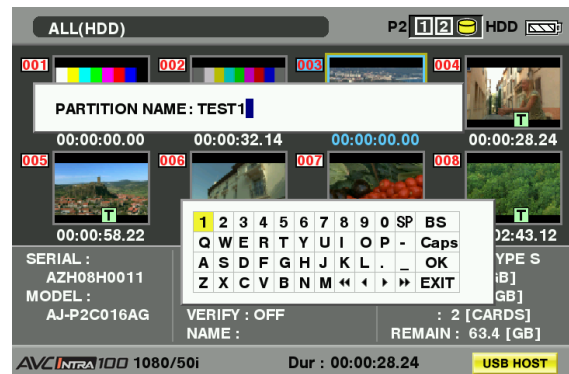 ALL(HDD)
P2 1 2 HDD
001 002 003 004
PARTITION NAME: TEST1
T
00:00:00.00 00:00:32.14 00:00:00.00 00:00:28.24
005 006 007 008
T T
00:00:58.22 02:43.12
1 2 3 4 5 6 7 8 9 0 SP BS
Q W E R T Y U I O P - Caps
A S D F G H J K L . _ OK
Z X C V B N M EXIT
SERIAL :
AZH08H0011
MODEL :
AJ-P2C016AG
VERIFY : OFF
NAME :
YPE S
B]
GB]
: 2 [CARDS]
REMAIN : 63.4 [GB]
AVC INTRA 100 1080/50i Dur : 00:00:28.24 USB HOST